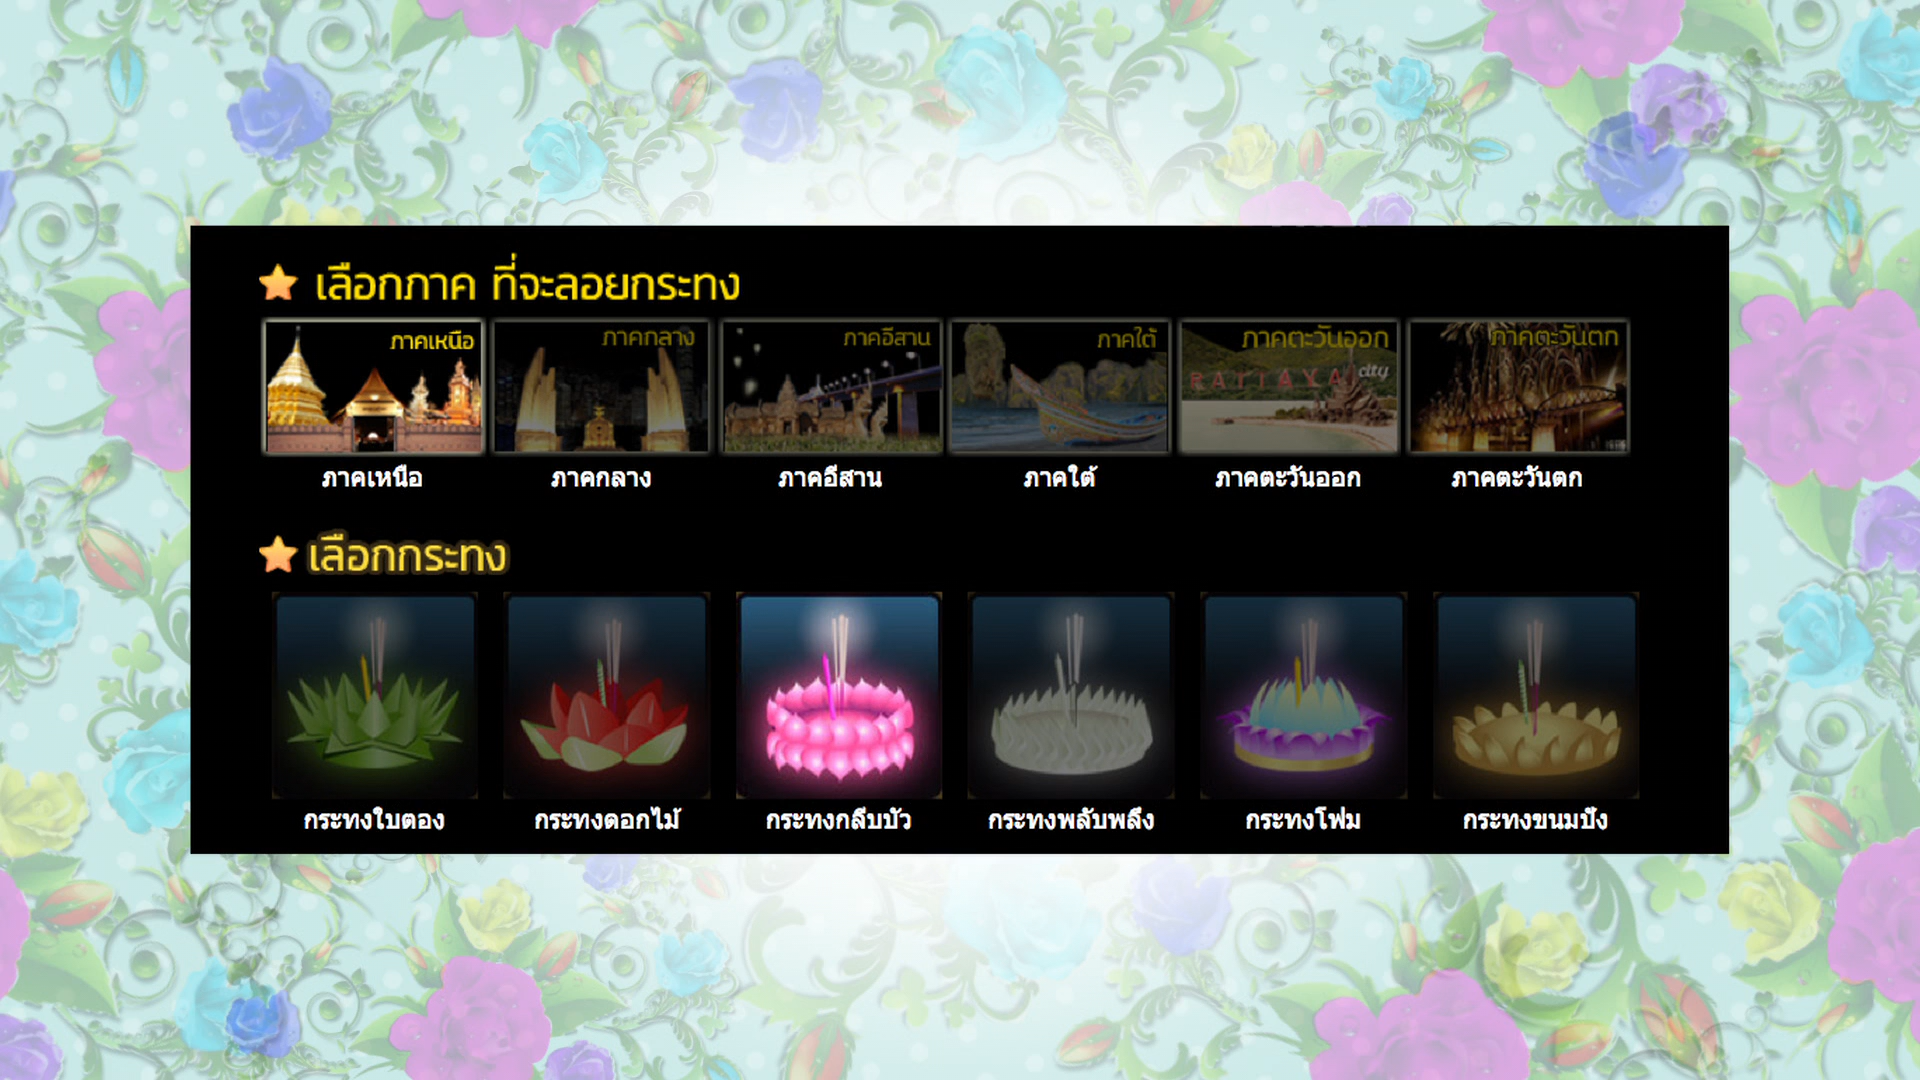 เลือกภาค ที่จะลอยกระทง
ภาคเหนือ ภาคกลาง ภาคอีสาน ภาคใต้ ภาคตะวันออก ภาคตะวันตก
PATTAYA city
ภาคเหนือ ภาคกลาง ภาคอีสาน ภาคใต้ ภาคตะวันออก ภาคตะวันตก
เลือกกระทง
กระทงใบตอง กระทงดอกไม้ กระทงกลีบบัว กระทงพลับพลึง กระทงโฟม กระทงขนมปัง